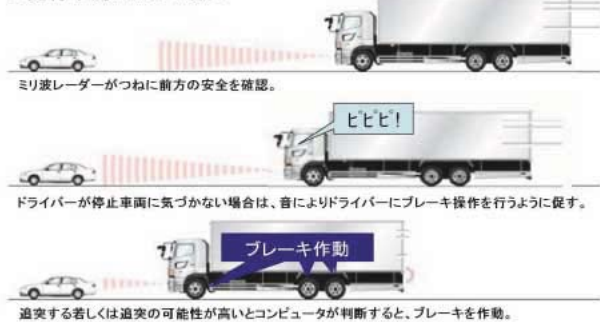 ミリ波レーダーがつねに前方の安全を確認。
ピピピ!
ドライバーが停止車両に気づかない場合は、音によりドライバーにブレーキ操作を行うように促す。
ブレーキ作動
追突する若しくは追突の可能性が高いとコンピュータが判断すると、ブレーキを作動。